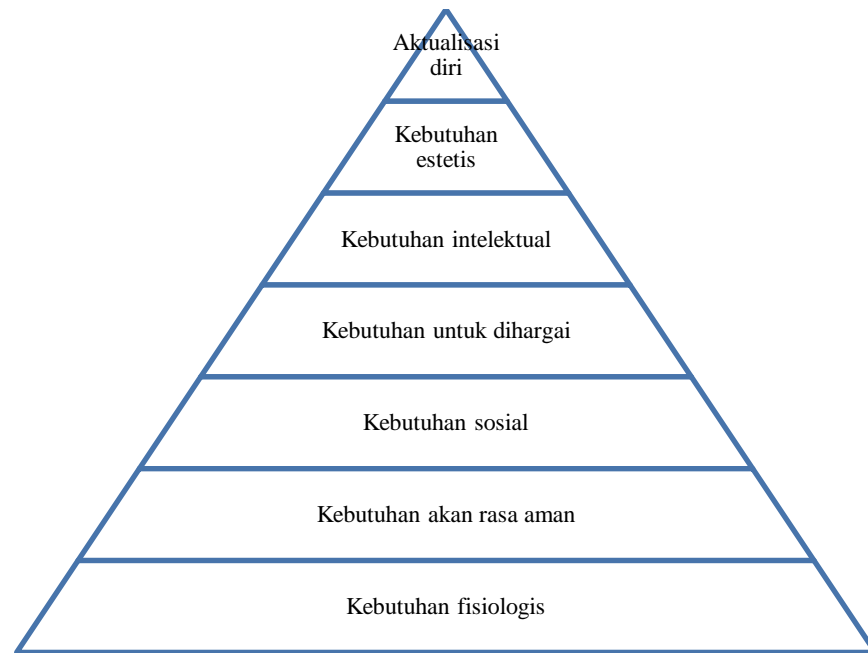 Aktualisasi
diri
Kebutuhan
estetis
Kebutuhan intelektual
Kebutuhan untuk dihargai
Kebutuhan sosial
Kebutuhan akan rasa aman
Kebutuhan fisiologis